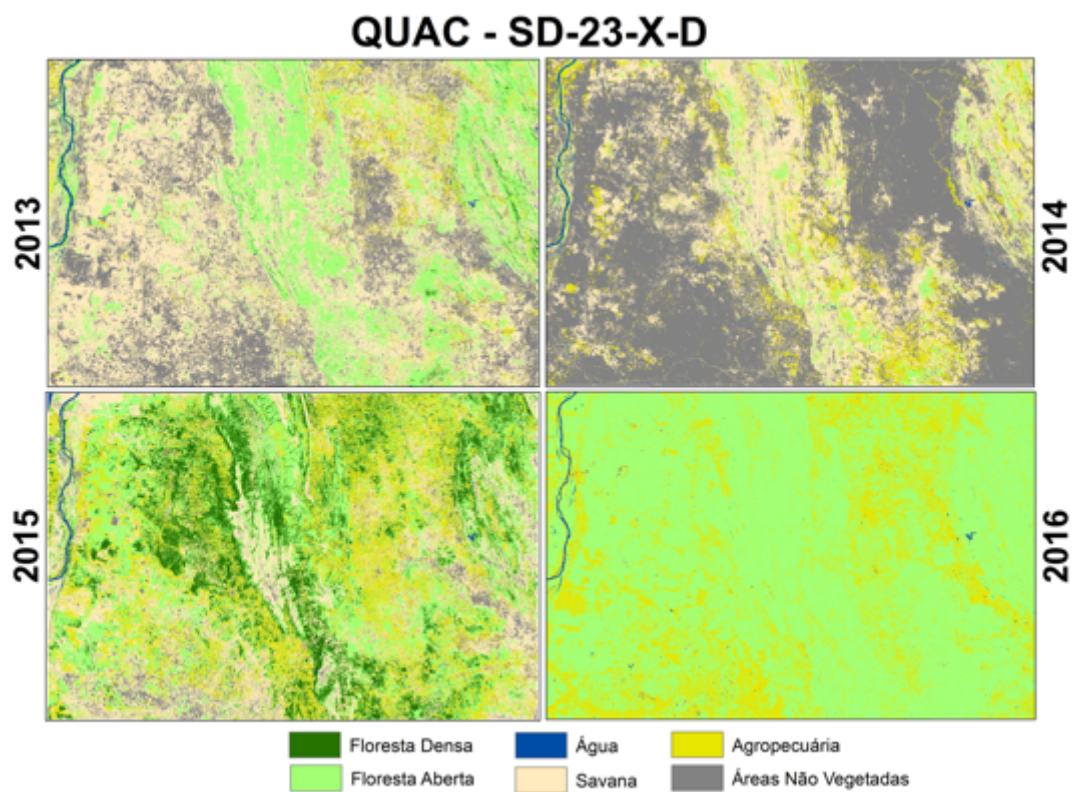 QUAC - SD-23-X-D
2013
2014
2015
2016
Floresta Densa
Água
Agropecuária
Floresta Aberta
Savana
Áreas Não Vegetadas